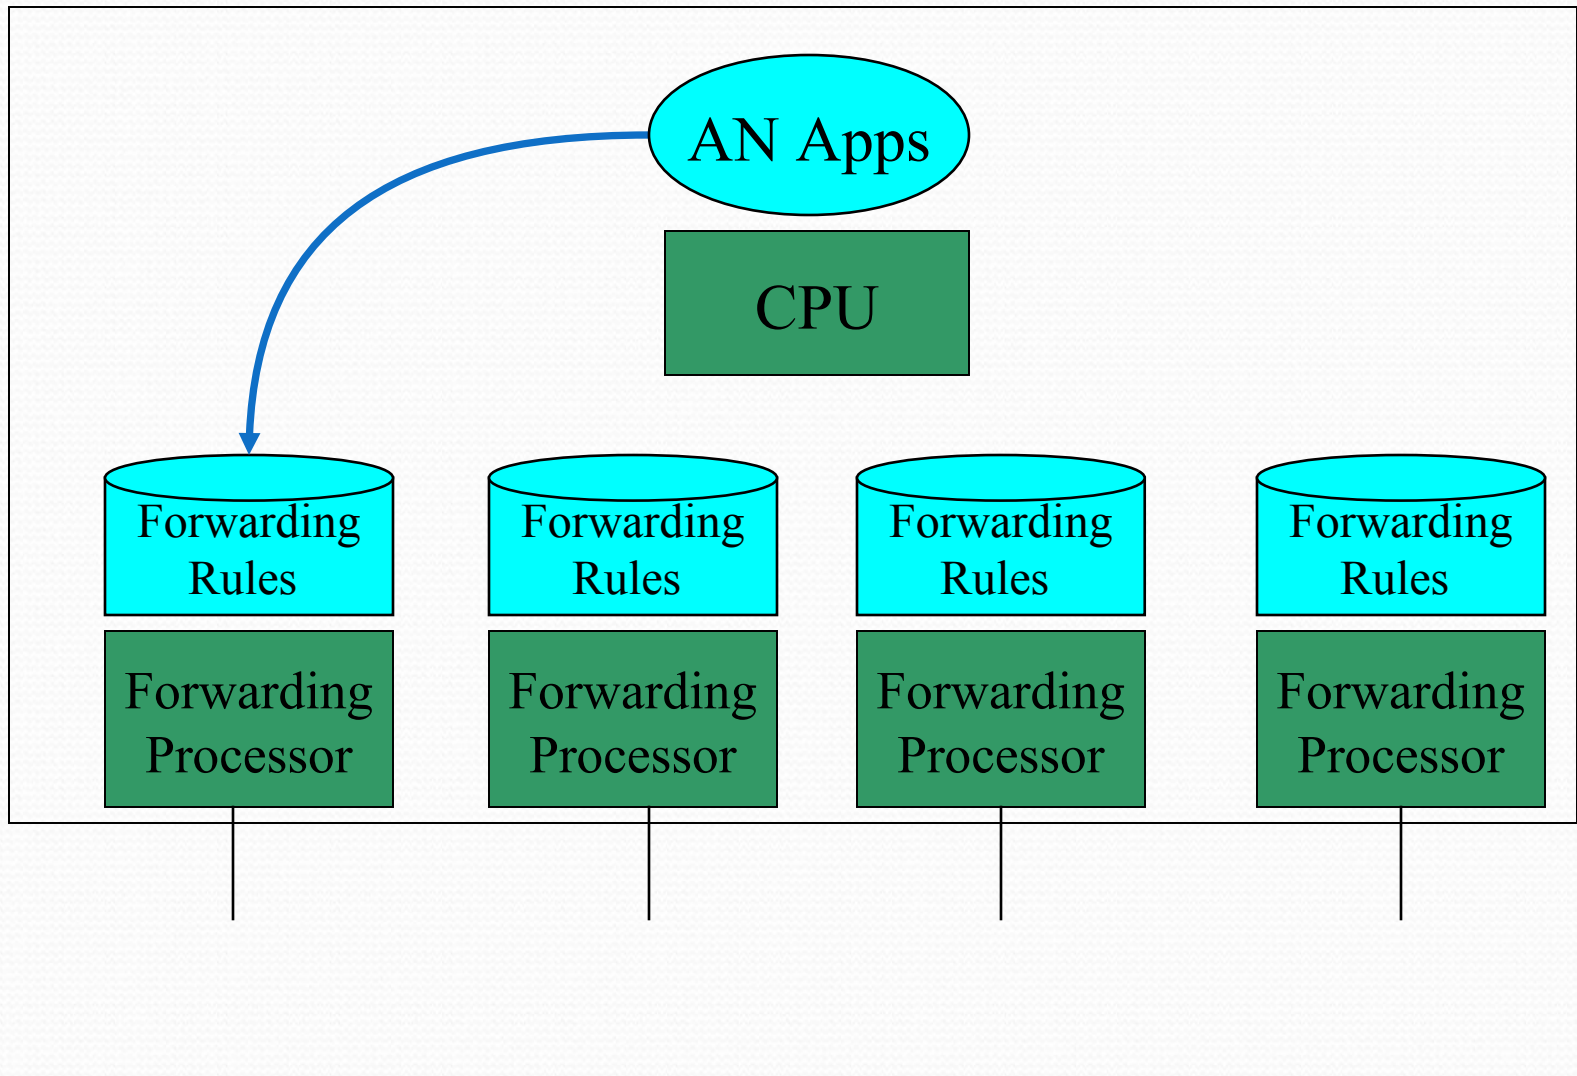 AN Apps
CPU
Forwarding
Rules
Forwarding
Rules
Forwarding
Rules
Forwarding
Rules
Forwarding
Processor
Forwarding
Processor
Forwarding
Processor
Forwarding
Processor